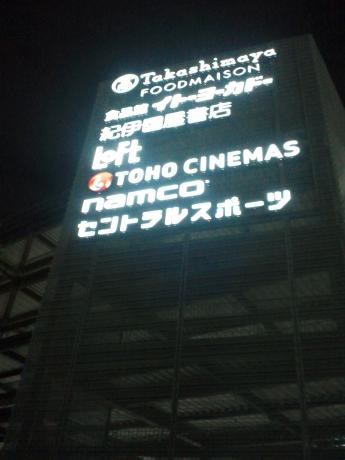 Takashimaya
FOODMAISON
食品館イトーヨーカドー
紀伊國屋書店
Loft
TOHO CINEMAS
namco
セントラルスポーツ